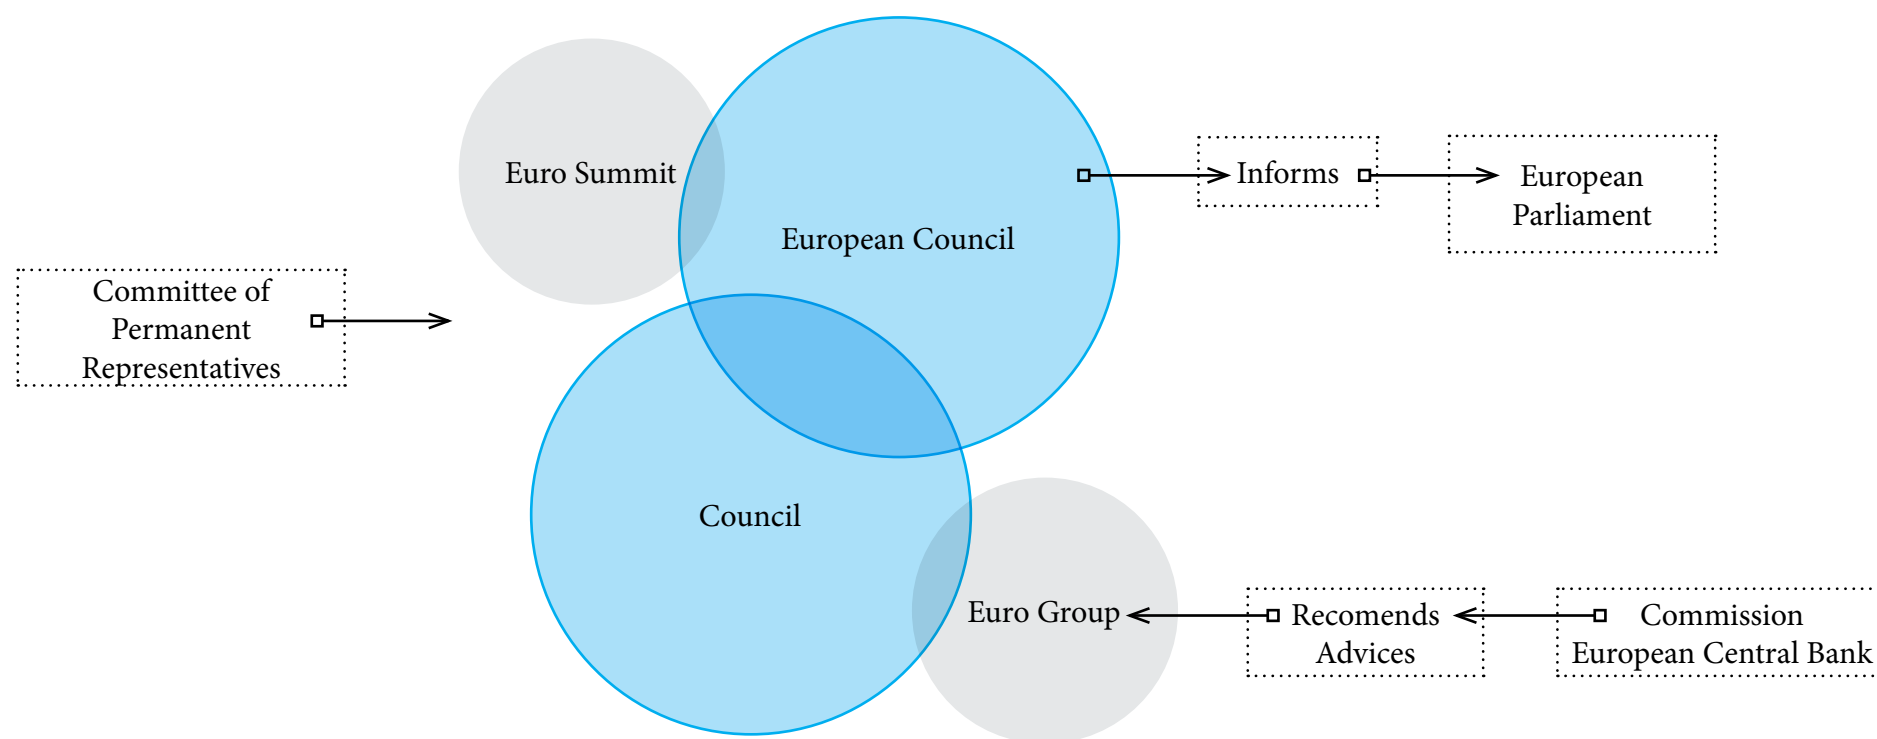 Euro Summit
European Council
Informs
European
Parliament
Committee of
Permanent
Representatives
Council
Euro Group
Recomends
Advices
Commission
European Central Bank